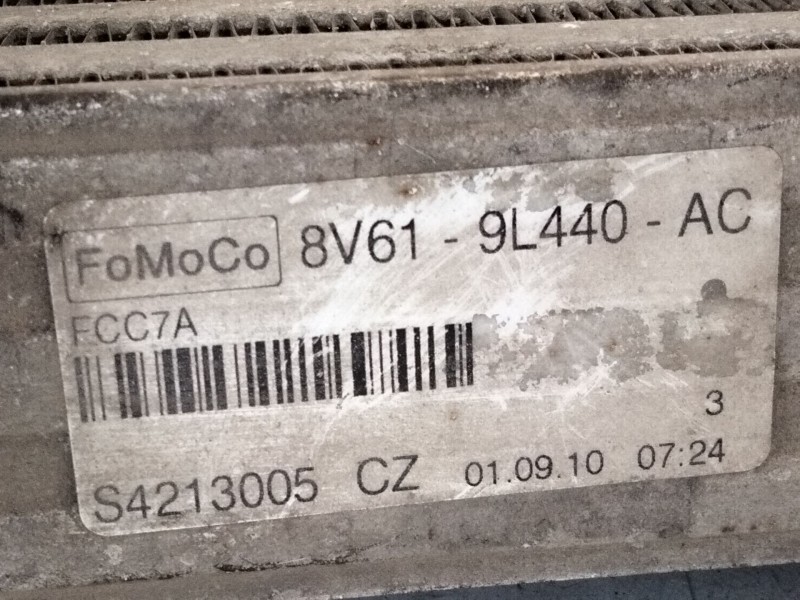 FoMoCo 8V61 - 9L440 - AC
FCC7A
3
S4213005 CZ 01.09.10 07:24